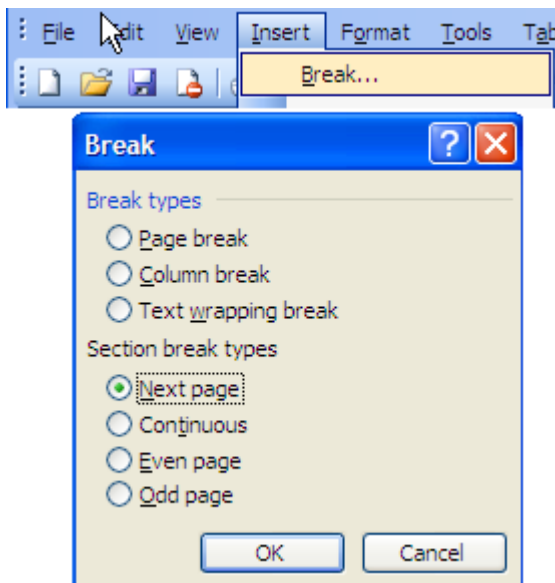 File Edit View Insert Format Tools Tab
Break...
Break
Break types
Page break
Column break
Text wrapping break
Section break types
Next page
Continuous
Even page
Odd page
OK Cancel